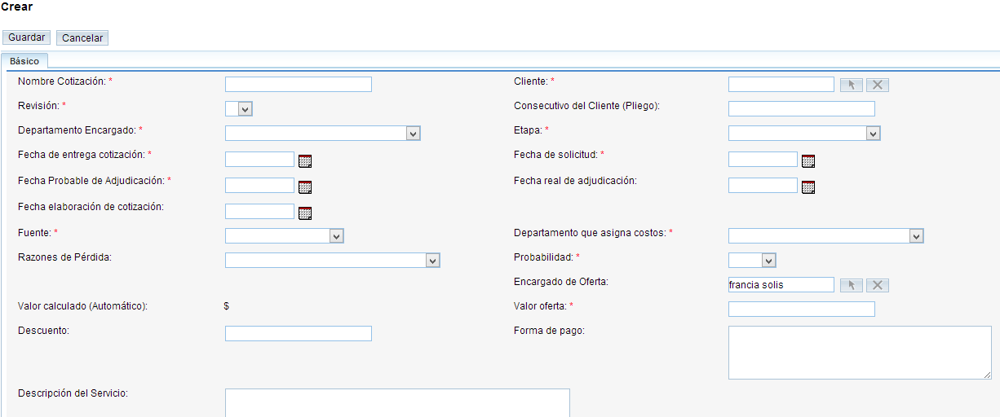 Crear
Guardar Cancelar
Básico
Nombre Cotización: * Cliente: *
Revisión: * Consecutivo del Cliente (Pliego):
Departamento Encargado: * Etapa: *
Fecha de entrega cotización: * Fecha de solicitud: *
Fecha Probable de Adjudicación: * Fecha real de adjudicación:
Fecha elaboración de cotización:
Fuente: * Departamento que asigna costos: *
Razones de Pérdida: Probabilidad: *
Encargado de Oferta: francia solis
Valor calculado (Automático): $ Valor oferta: *
Descuento: Forma de pago:
Descripción del Servicio: